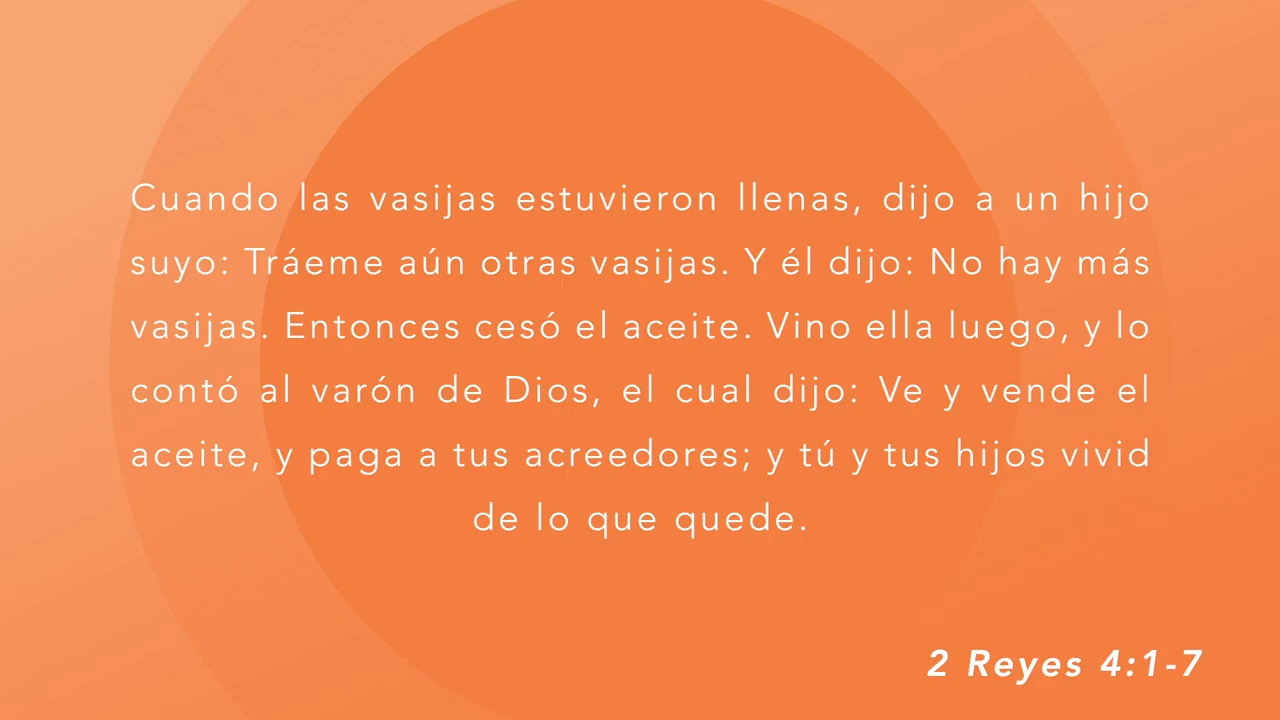 Cuando las vasijas estuvieron llenas, dijo a un hijo
suyo: Tráeme aún otras vasijas. Y él dijo: No hay más
vasijas. Entonces cesó el aceite. Vino ella luego, y lo
contó al varón de Dios, el cual dijo: Ve y vende el
aceite, y paga a tus acreedores; y tú y tus hijos vivid
de lo que quede.
2 Reyes 4:1-7